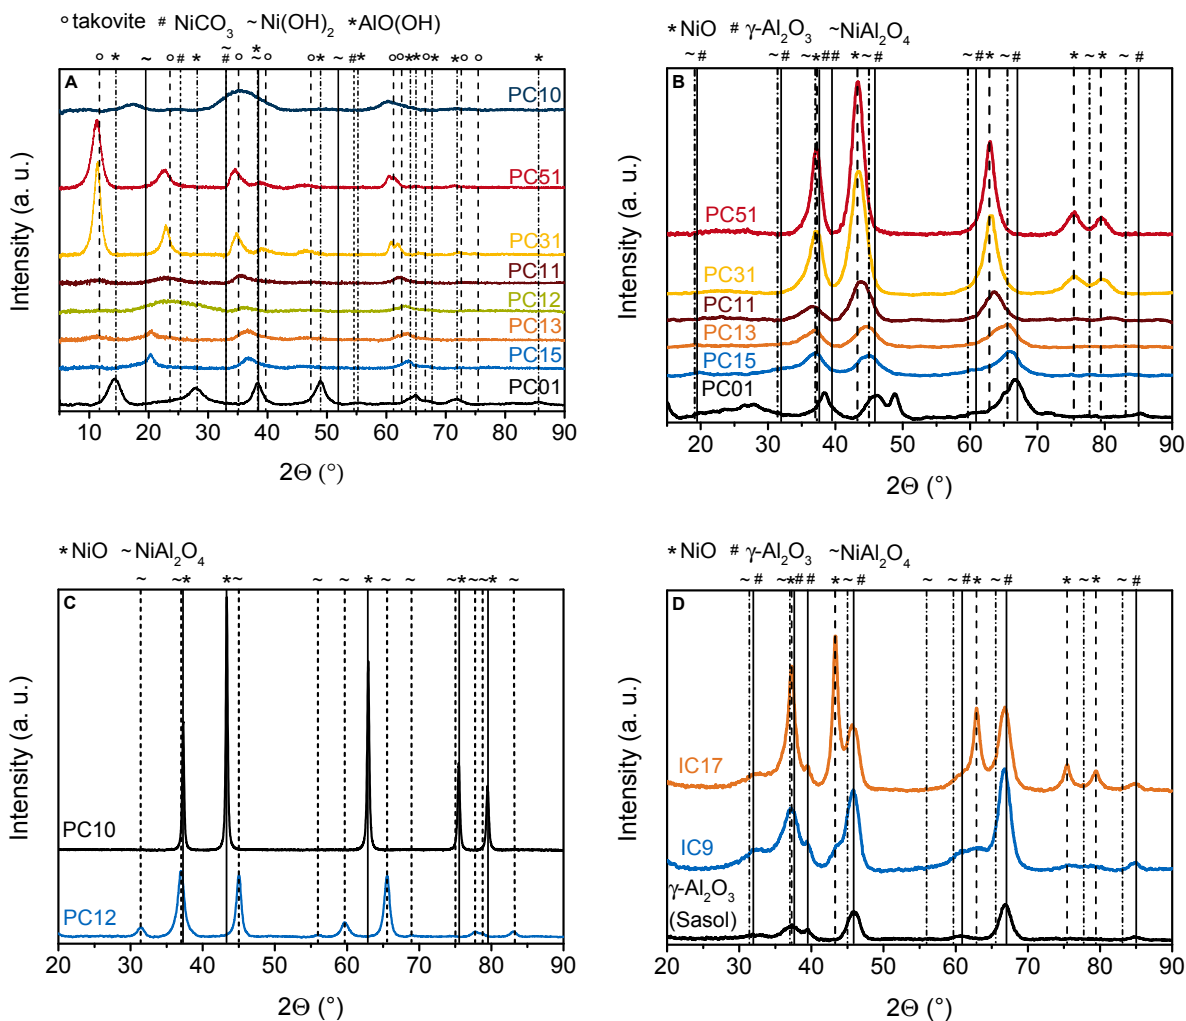 ° takovite # NiCO3 ~ Ni(OH)2 *AlO(OH)
~ *
° * ~ ° # * # ° ~ ° ° * ~ # * ° ° * * ° * * ° ° *
A
PC10
PC51
PC31
PC11
PC12
PC13
PC15
PC01
Intensity (a. u.)
10 20 30 40 50 60 70 80 90
2Θ (°)
*NiO # γ-Al2O3 ~NiAl2O4
~ # ~ # ~ * # # * ~ # ~ # * ~ # * ~ * ~ #
B
PC51
PC31
PC11
PC13
PC15
PC01
Intensity (a. u.)
20 30 40 50 60 70 80 90
2Θ (°)
*NiO ~NiAl2O4
~ ~ * * ~ ~ ~ * ~ ~ ~ * ~ ~ * ~
C
PC10
PC12
Intensity (a. u.)
20 30 40 50 60 70 80 90
2Θ (°)
*NiO # γ-Al2O3 ~NiAl2O4
~ # ~ * # # * ~ # ~ ~ # * ~ # * ~ * ~ #
D
IC17
IC9
γ-Al2O3
(Sasol)
Intensity (a. u.)
20 30 40 50 60 70 80 90
2Θ (°)